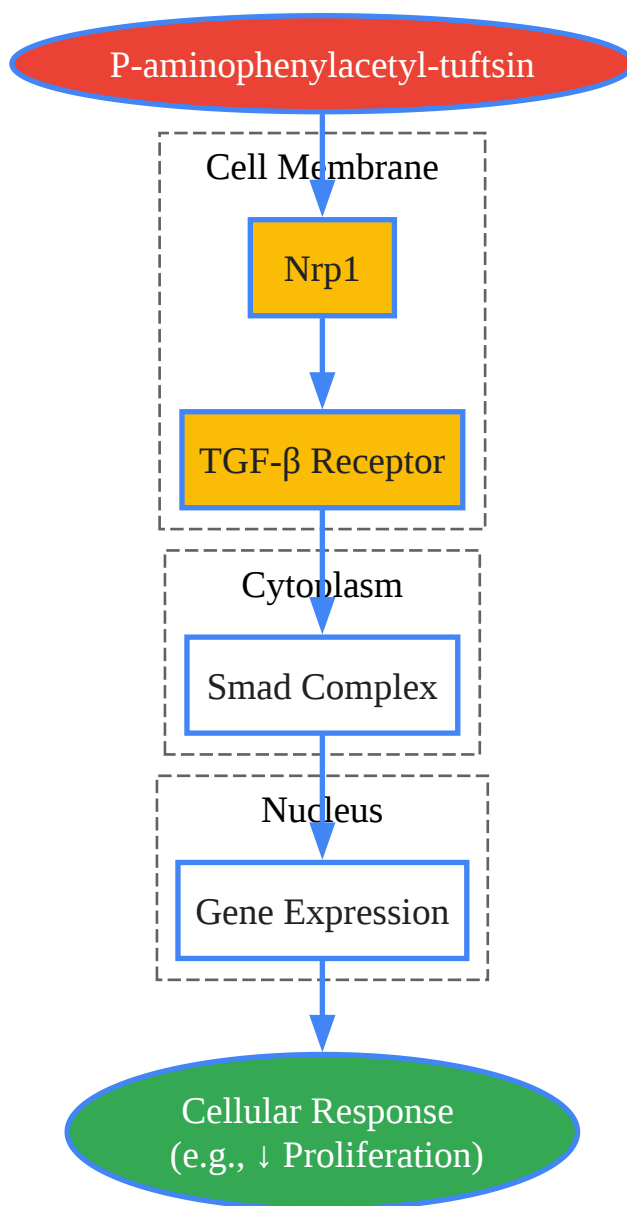 P-aminophenylacetyl-tuftsin
Cell Membrane
Nrp1
TGF-β Receptor
Cytoplasm
Smad Complex
Nucleus
Gene Expression
Cellular Response
(e.g., ↓ Proliferation)